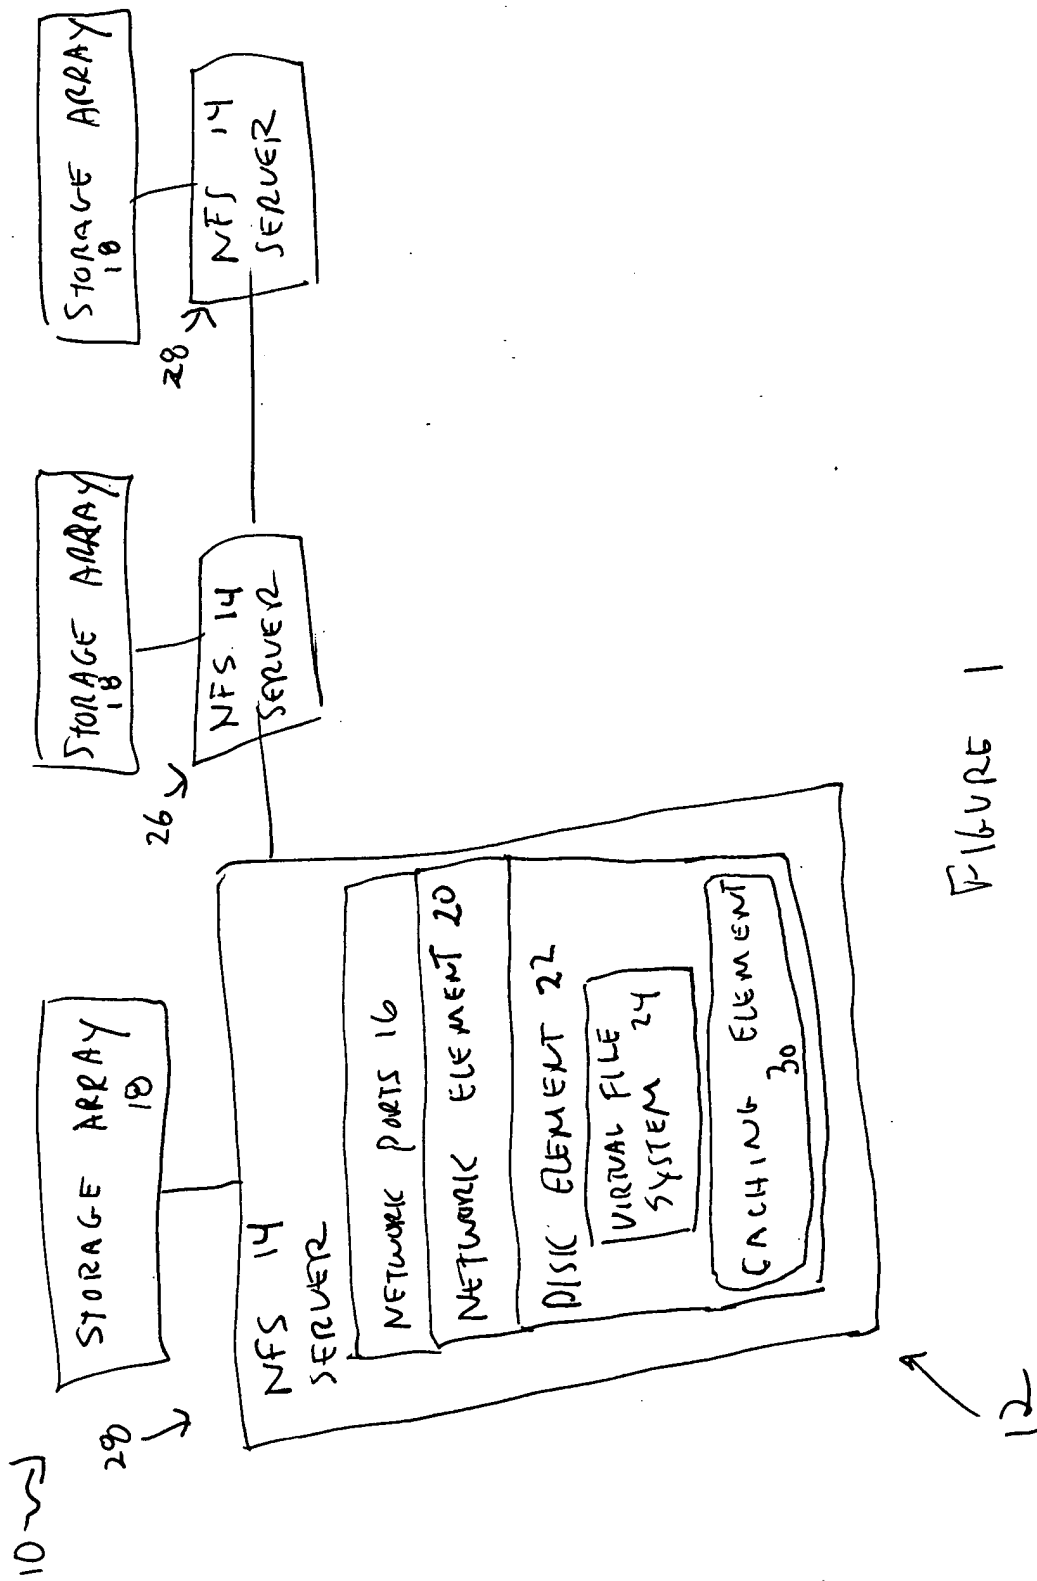 10
STORAGE ARRAY
18
28
NFS 14
SERVER
NETWORK PORTS 16
NETWORK ELEMENT 20
DISK ELEMENT 22
VIRTUAL FILE
SYSTEM 24
CACHING ELEMENT
30
12
STORAGE ARRAY
18
26
NFS 14
SERVER
STORAGE ARRAY
18
28
NFS 14
SERVER
FIGURE 1